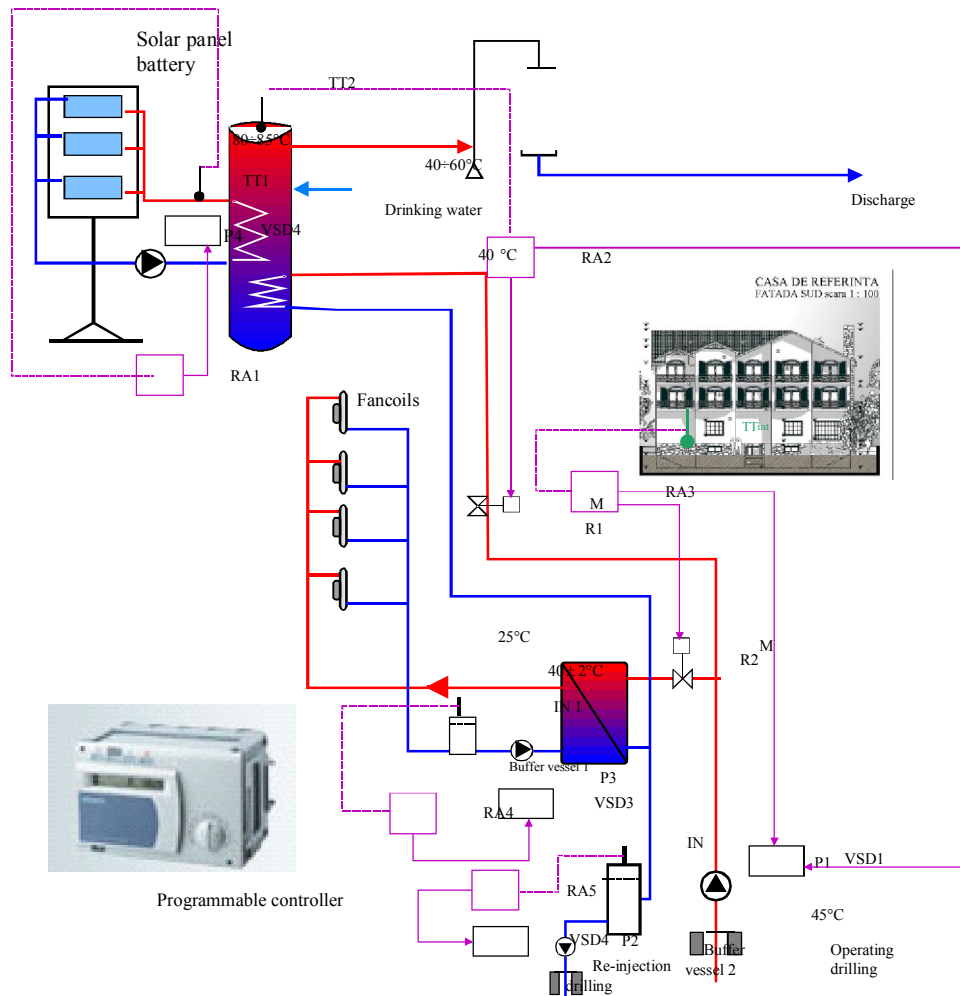 Solar panel
battery
TT2
80÷85°C
40÷60°C
TT1
Drinking water
Discharge
P4
VSD4
40 °C
RA2
CASA DE REFERINTA
FATADA SUD scara 1 : 100
RA1
Fancoils
TTint
RA3
M
R1
25°C
M
R2
40 ± 2°C
IN 1
Buffer vessel 1
P3
VSD3
RA4
IN
P1
VSD1
Programmable controller
RA5
45°C
VSD4
P2
Buffer
vessel 2
Operating
drilling
Re-injection
drilling